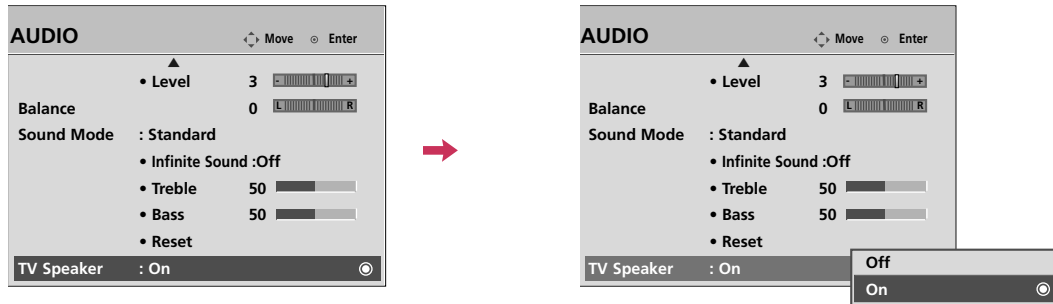 AUDIO Move Enter
• Level 3 - +
Balance 0 L R
Sound Mode : Standard
• Infinite Sound :Off
• Treble 50
• Bass 50
• Reset
TV Speaker : On
AUDIO Move Enter
• Level 3 - +
Balance 0 L R
Sound Mode : Standard
• Infinite Sound :Off
• Treble 50
• Bass 50
• Reset
TV Speaker : On
Off
On